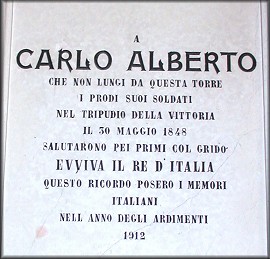 A
CARLO ALBERTO
CHE NON LUNGI DA QUESTA TORRE
I PRODI SUOI SOLDATI
NEL TRIPUDIO DELLA VITTORIA
IL 30 MAGGIO 1848
SALUTARONO PEI PRIMI COL GRIDO
EVVIVA IL RE D'ITALIA
QUESTO RICORDO POSERO I MEMORI
ITALIANI
NELL ANNO DEGLI ARDIMENTI
1912